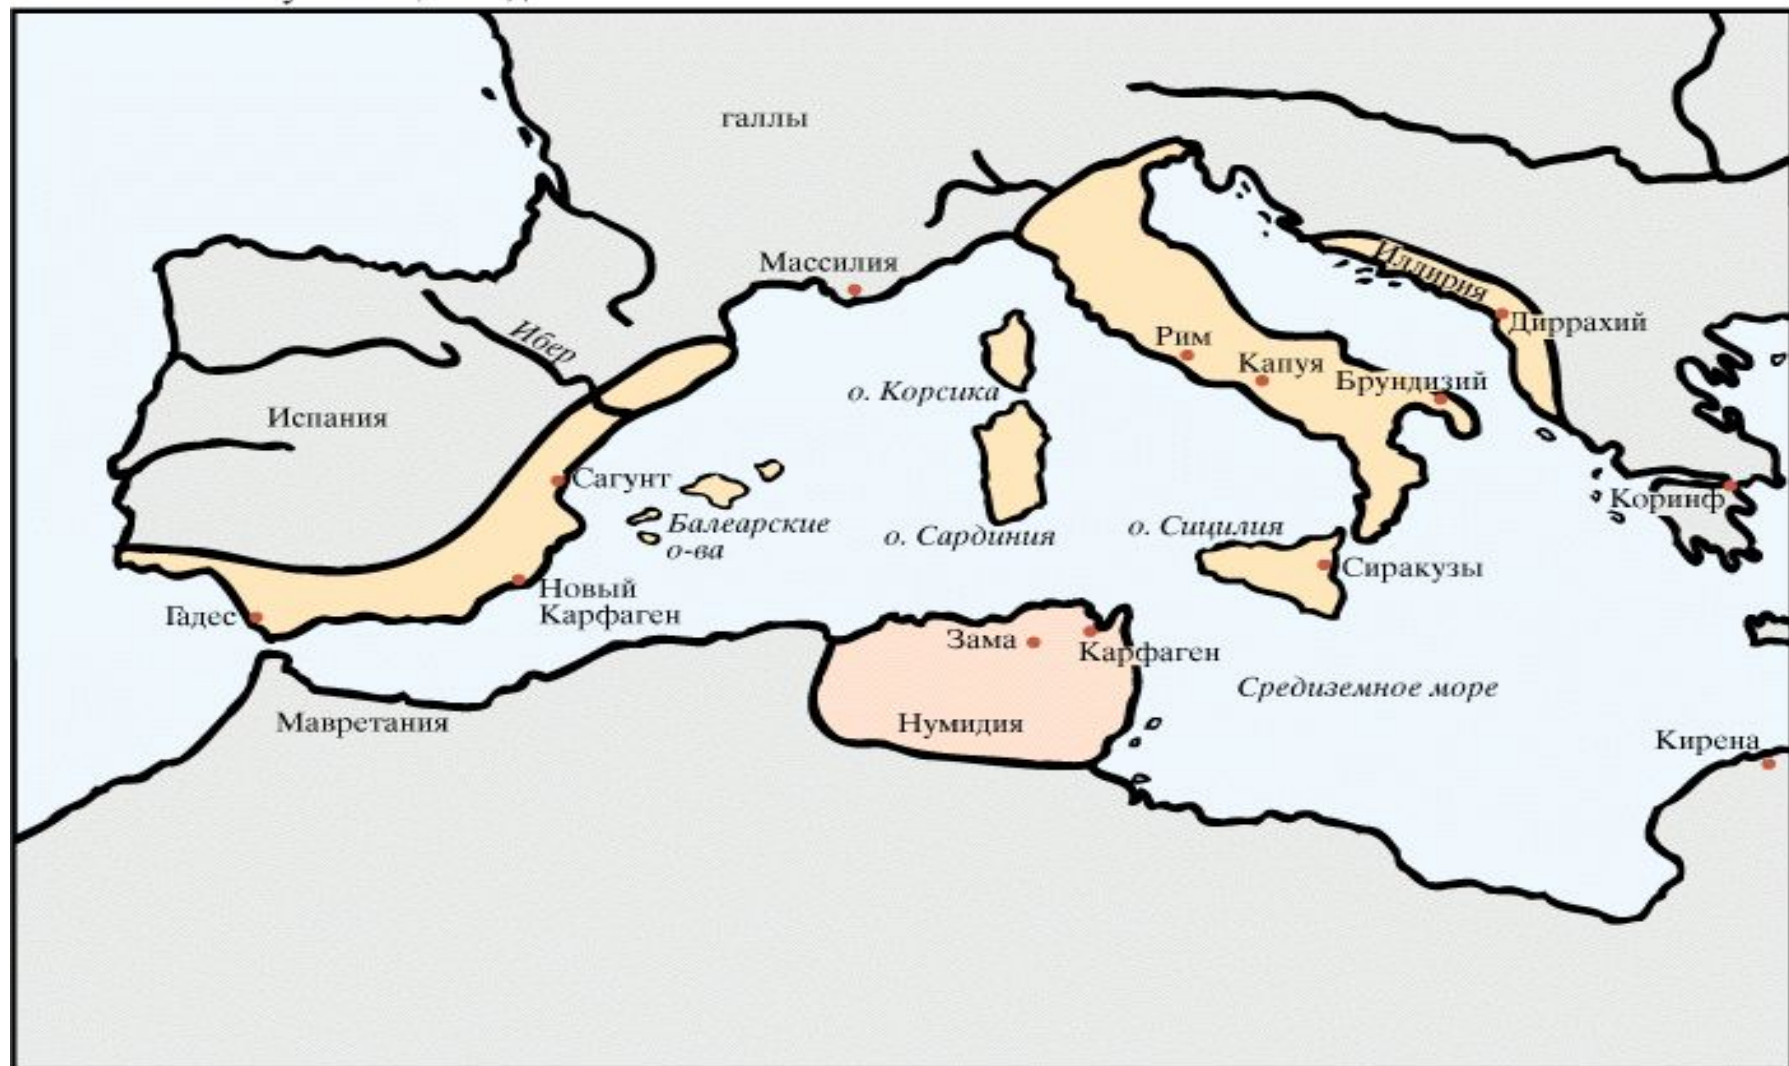 галлы
Массилия
Ибер
Иллирия
Диррахий
Рим
Капуя
Брундизий
о. Корсика
Испания
Сагунт
Балеарские
о-ва
о. Сардиния
о. Сицилия
Коринф
Сиракузы
Новый
Карфаген
Гадес
Зама
Карфаген
Средиземное море
Мавретания
Нумидия
Кирена